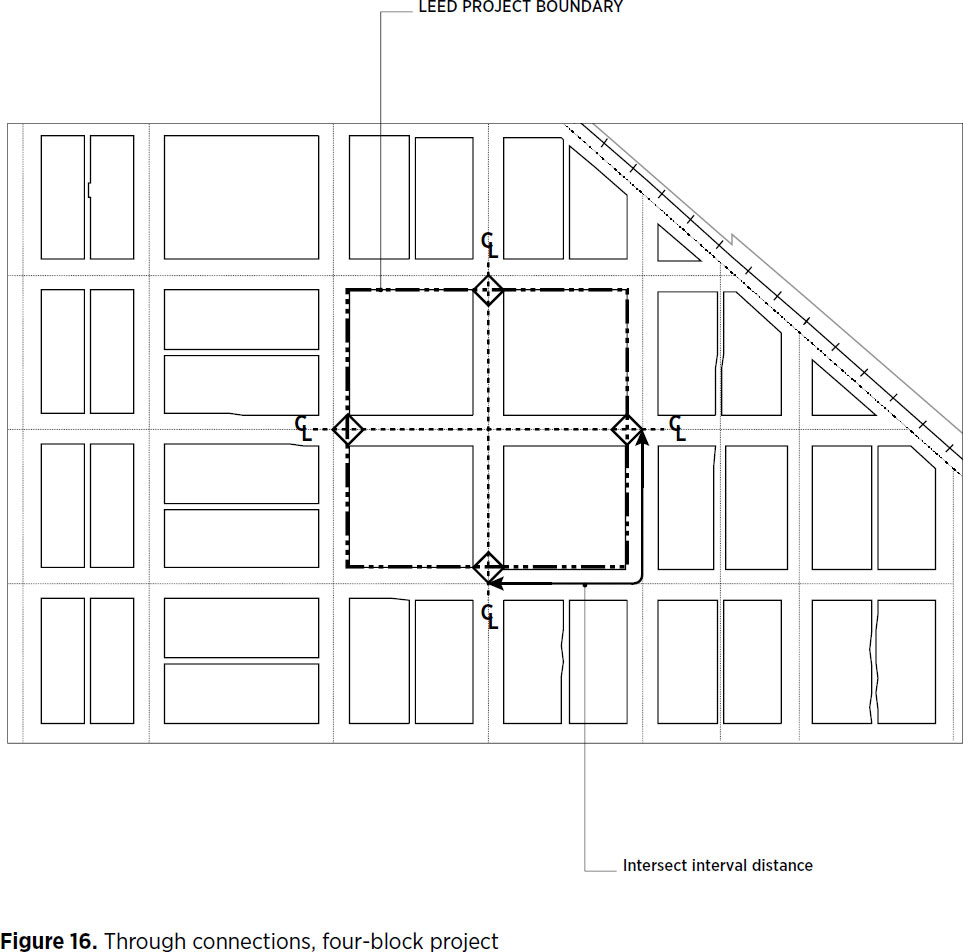 LEED PROJECT BOUNDARY
CL
CL
CL
CL
Intersect interval distance
Figure 16. Through connections, four-block project